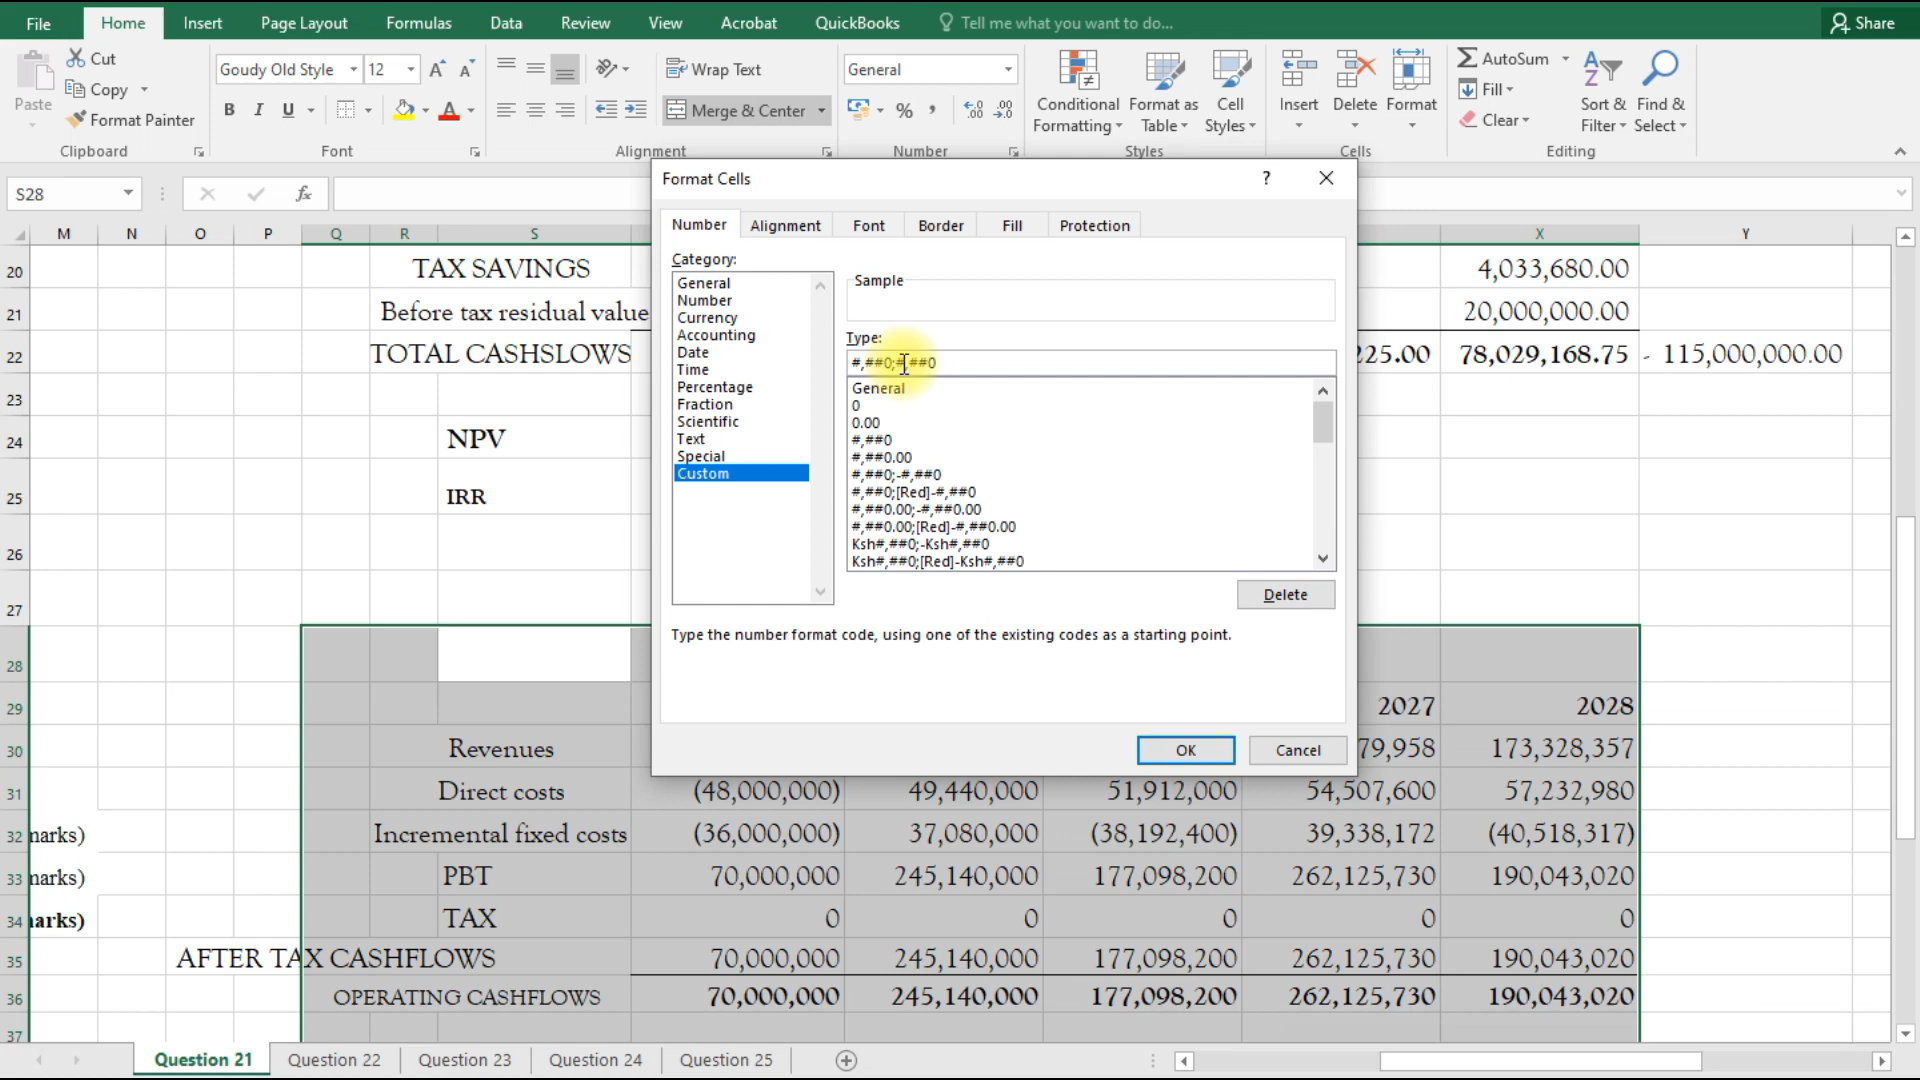 File Home Insert Page Layout Formulas Data Review View Acrobat QuickBooks Tell me what you want to do... Share
Cut
Copy
Format Painter
Paste
Clipboard
Goudy Old Style 12
B I U
Font
Wrap Text
Merge & Center
Alignment
General
%
Number
Conditional Formatting
Format as Table
Cell Styles
Styles
Insert Delete Format
Cells
AutoSum
Fill
Clear
Sort & Filter
Find & Select
Editing
S28 fx
M N O P Q R S X Y
20 TAX SAVINGS 4,033,680.00
21 Before tax residual value 20,000,000.00
22 TOTAL CASHSLOWS 225.00 78,029,168.75 - 115,000,000.00
23
24 NPV
25 IRR
26
27
28
29 2027 2028
30 Revenues 79,958 173,328,357
31 Direct costs (48,000,000) 49,440,000 51,912,000 54,507,600 57,232,980
32 narks) Incremental fixed costs (36,000,000) 37,080,000 (38,192,400) 39,338,172 (40,518,317)
33 narks) PBT 70,000,000 245,140,000 177,098,200 262,125,730 190,043,020
34 arks) TAX 0 0 0 0 0
35 AFTER TAX CASHFLOWS 70,000,000 245,140,000 177,098,200 262,125,730 190,043,020
36 OPERATING CASHFLOWS 70,000,000 245,140,000 177,098,200 262,125,730 190,043,020
37
Format Cells ?
Number Alignment Font Border Fill Protection
Category:
General
Number
Currency
Accounting
Date
Time
Percentage
Fraction
Scientific
Text
Special
Custom
Sample
Type:
#,##0;#,##0
General
0
0.00
#,##0
#,##0.00
#,##0;-#,##0
#,##0;[Red]-#,##0
#,##0.00;-#,##0.00
#,##0.00;[Red]-#,##0.00
Ksh#,##0;-Ksh#,##0
Ksh#,##0;[Red]-Ksh#,##0
Delete
Type the number format code, using one of the existing codes as a starting point.
OK Cancel
Question 21 Question 22 Question 23 Question 24 Question 25